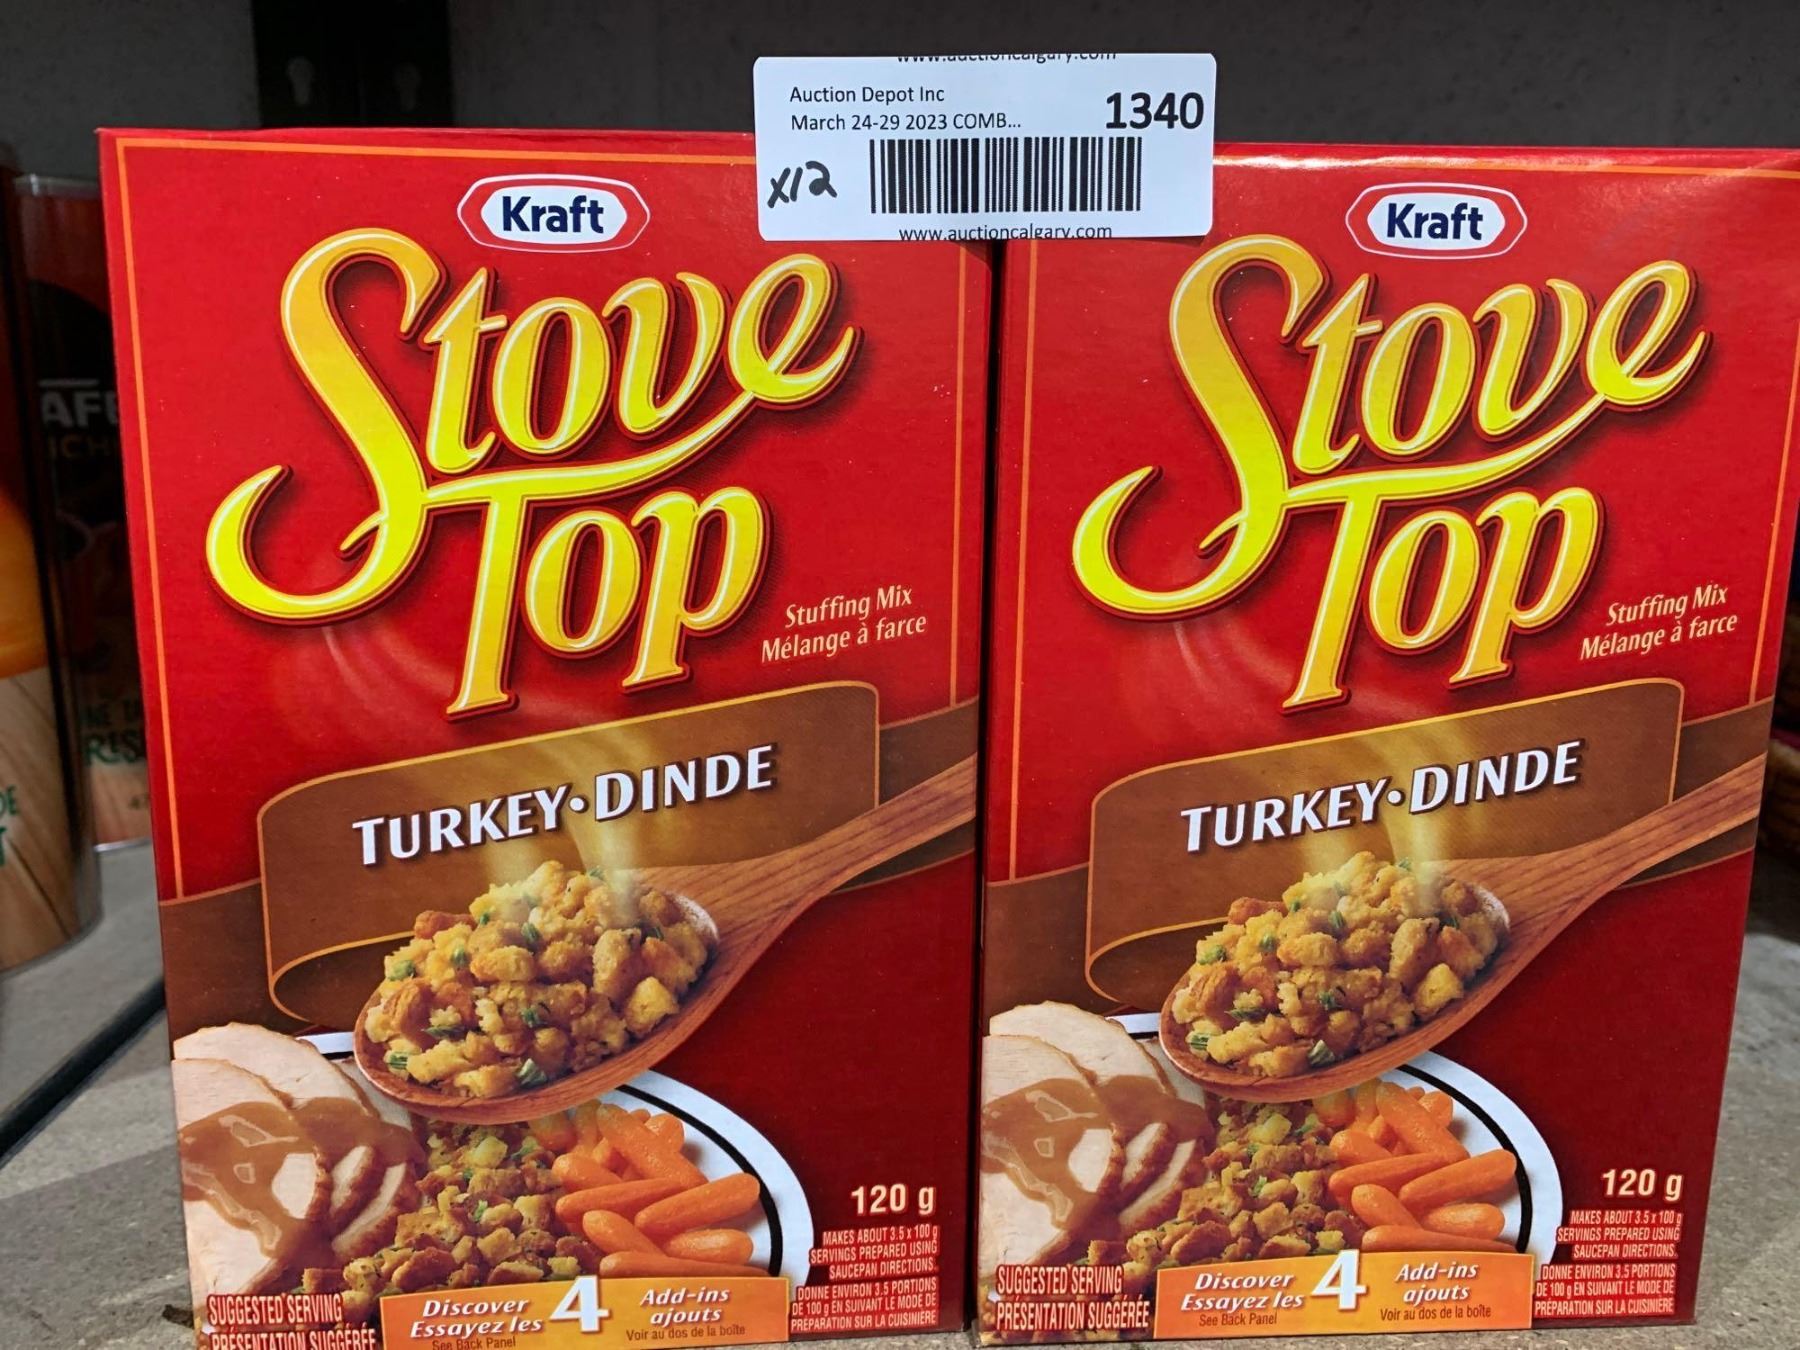 www.auctioncalgary.com
Auction Depot Inc
1340
March 24-29 2023 COMB...
x12
www.auctioncalgary.com
Kraft
Stove
Top
Stuffing Mix
Mélange à farce
TURKEY•DINDE
120 g
MAKES ABOUT 3.5 x 100 g
SERVINGS PREPARED USING
SAUCEPAN DIRECTIONS.
DONNE ENVIRON 3.5 PORTIONS
DE 100 g EN SUIVANT LE MODE DE
PRÉPARATION SUR LA CUISINIÈRE
SUGGESTED SERVING
PRÉSENTATION SUGGÉRÉE
Discover
Essayez les
See Back Panel
4
Add-ins
ajouts
Voir au dos de la boîte
Kraft
Stove
Top
Stuffing Mix
Mélange à farce
TURKEY•DINDE
120 g
MAKES ABOUT 3.5 x 100 g
SERVINGS PREPARED USING
SAUCEPAN DIRECTIONS.
DONNE ENVIRON 3.5 PORTIONS
DE 100 g EN SUIVANT LE MODE DE
PRÉPARATION SUR LA CUISINIÈRE
SUGGESTED SERVING
PRÉSENTATION SUGGÉRÉE
Discover
Essayez les
See Back Panel
4
Add-ins
ajouts
Voir au dos de la boîte